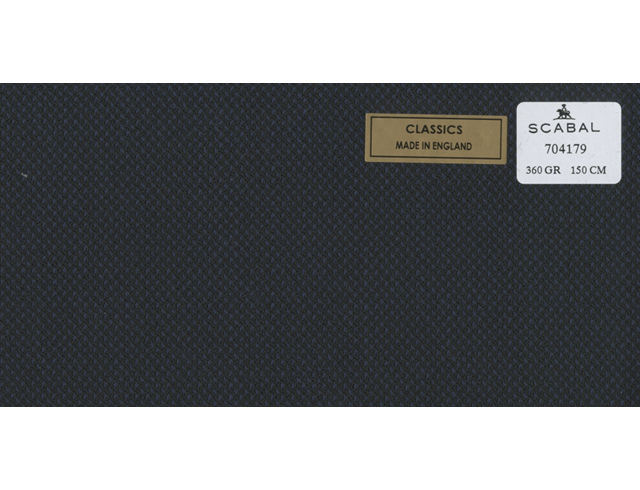 CLASSICS
MADE IN ENGLAND
SCABAL
704179
360 GR 150 CM